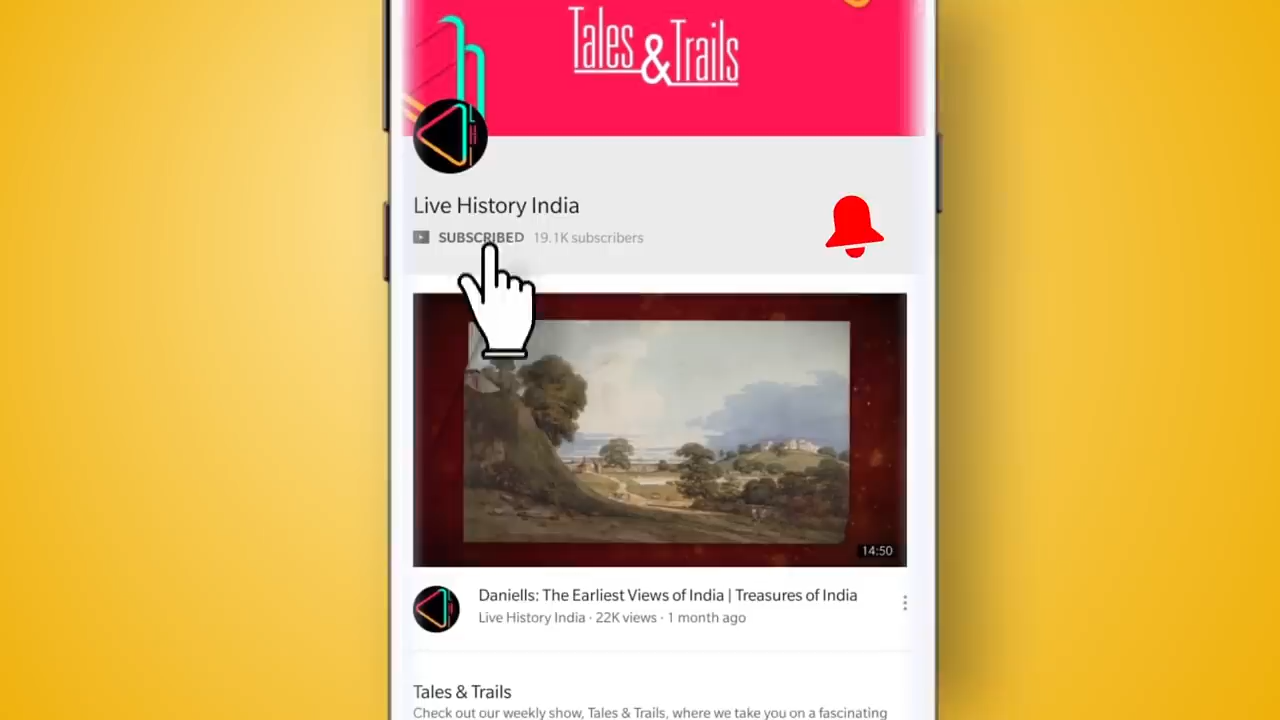 Tales & Trails
Live History India
SUBSCRIBED 19.1K subscribers
14:50
Daniells: The Earliest Views of India | Treasures of India
Live History India · 22K views · 1 month ago
Tales & Trails
Check out our weekly show, Tales & Trails, where we take you on a fascinating